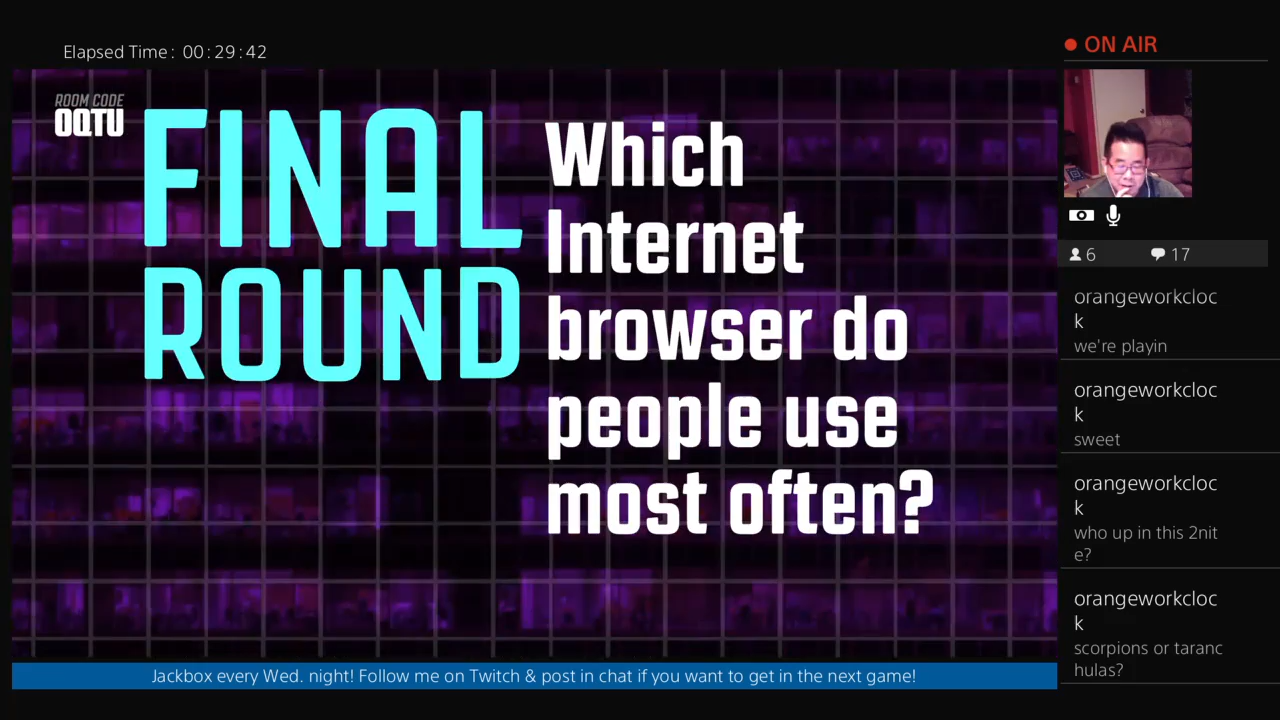 Elapsed Time: 00:29:42
ROOM CODE
OQTU
FINAL
ROUND
Which
Internet
browser do
people use
most often?
Jackbox every Wed. night! Follow me on Twitch & post in chat if you want to get in the next game!
ON AIR
6 17
orangeworkcloc
k
we're playin
orangeworkcloc
k
sweet
orangeworkcloc
k
who up in this 2nit
e?
orangeworkcloc
k
scorpions or taranc
hulas?